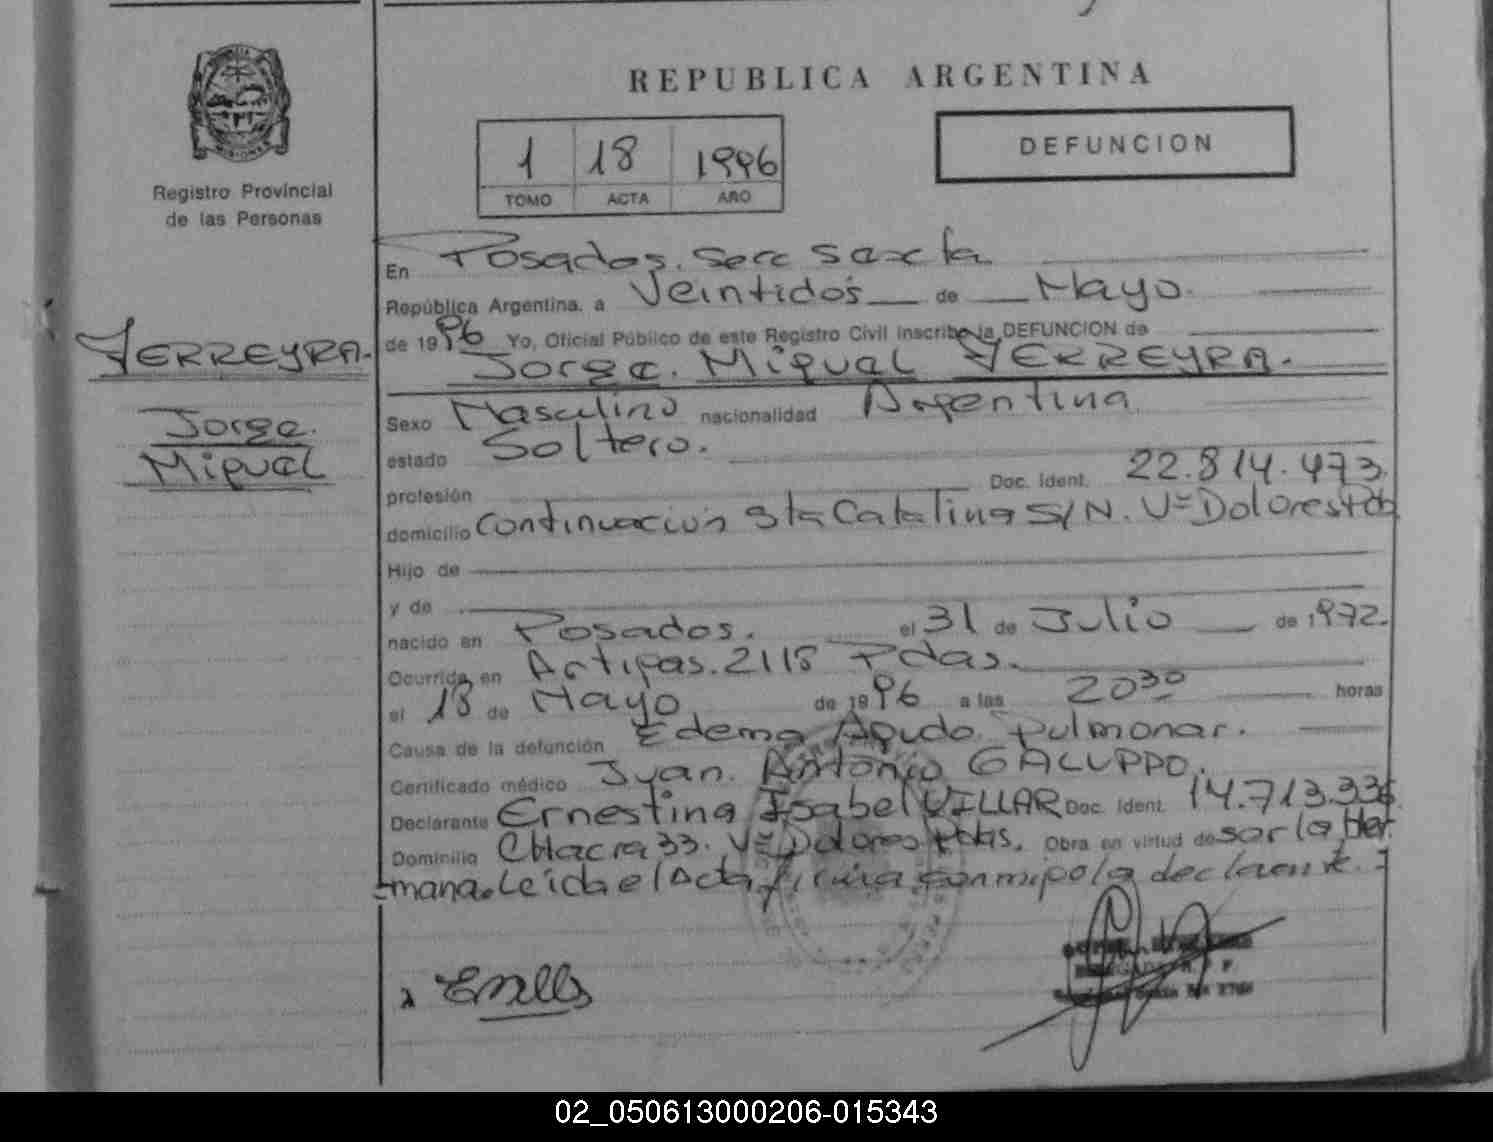 REPUBLICA ARGENTINA
1 18 1996
TOMO ACTA AÑO
DEFUNCION
Registro Provincial
de las Personas
FERREYRA.
Jorge.
Miguel
En Posadas. Secc sexta
República Argentina. a Veintidós de Mayo.
de 1996 Yo, Oficial Público de este Registro Civil inscribo la DEFUNCION de
Jorge. Miguel FERREYRA.
Sexo Masculino nacionalidad Argentina
estado Soltero.
profesión Doc. Ident. 22.814.473
domicilio Continuación Sta Catalina S/N. Vª Dolores
Hijo de
y de
nacido en Posadas. el 31 de Julio de 1972.
Ocurrida en Artigas. 2118 Pdas.
el 18 de Mayo de 1996 a las 20³⁰ horas
Causa de la defunción Edema Agudo Pulmonar.
Certificado médico Juan. Antonio GALUPPO.
Declarante Ernestina Isabel VILLAR Doc. Ident. 14.713.336
Domicilio Chacra 33. Vª Dolores Pdas. Obra en virtud de ser la Her
mana. Leida el Acta firma conmigo la declarante.
02_050613000206-015343